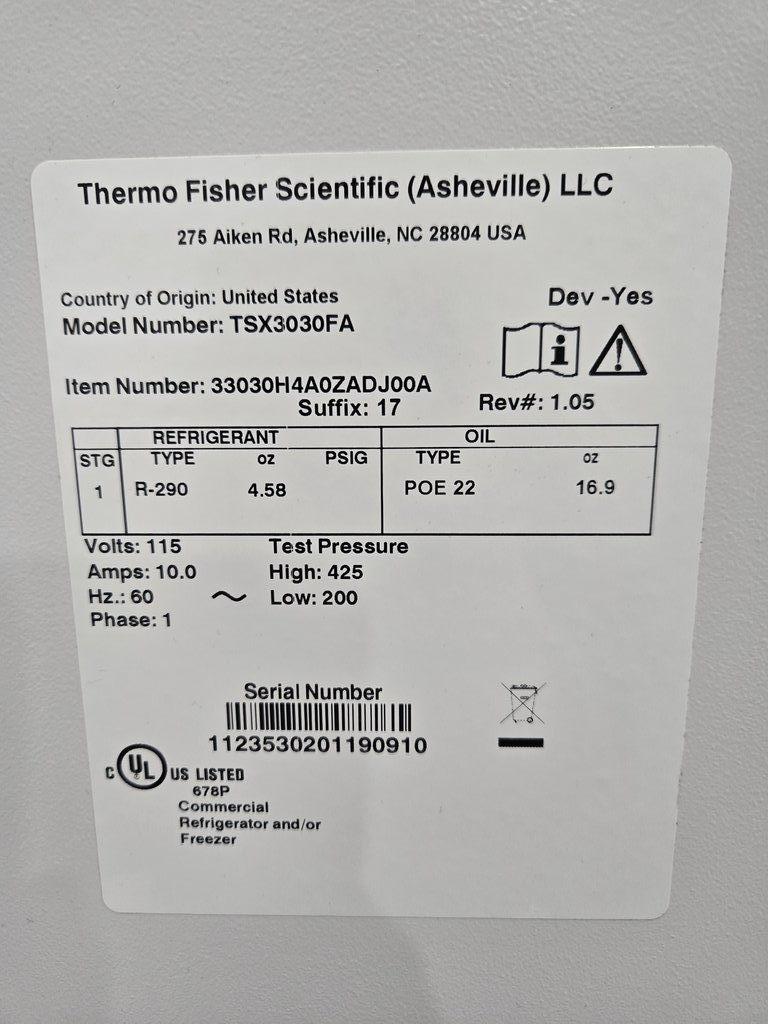 Thermo Fisher Scientific (Asheville) LLC
275 Aiken Rd, Asheville, NC 28804 USA
Country of Origin: United States
Dev -Yes
Model Number: TSX3030FA
Item Number: 33030H4A0ZADJ00A
Suffix: 17
Rev#: 1.05
REFRIGERANT OIL
STG TYPE oz PSIG TYPE oz
1 R-290 4.58 POE 22 16.9
Volts: 115 Test Pressure
Amps: 10.0 High: 425
Hz.: 60 ~ Low: 200
Phase: 1
Serial Number
1123530201190910
C UL US LISTED
678P
Commercial
Refrigerator and/or
Freezer